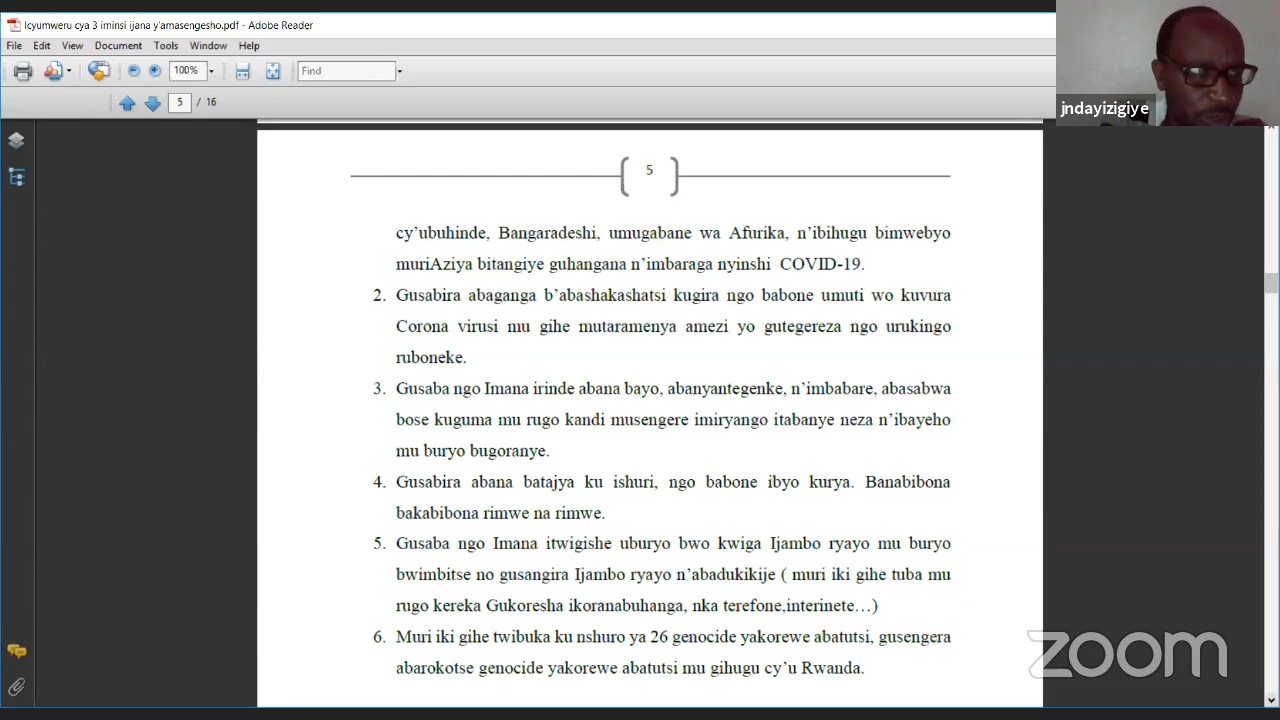 Icyumweru cya 3 iminsi ijana y'amasengesho.pdf - Adobe Reader
File Edit View Document Tools Window Help
100% Find
5 / 16
jndayizigiye
5
cy'ubuhinde, Bangaradeshi, umugabane wa Afurika, n'ibihugu bimwebyo
muriAziya bitangiye guhangana n'imbaraga nyinshi COVID-19.
2. Gusabira abaganga b'abashakashatsi kugira ngo babone umuti wo kuvura
Corona virusi mu gihe mutaramenya amezi yo gutegereza ngo urukingo
ruboneke.
3. Gusaba ngo Imana irinde abana bayo, abanyantegenke, n'imbabare, abasabwa
bose kuguma mu rugo kandi musengere imiryango itabanye neza n'ibayeho
mu buryo bugoranye.
4. Gusabira abana batajya ku ishuri, ngo babone ibyo kurya. Banabibona
bakabibona rimwe na rimwe.
5. Gusaba ngo Imana itwigishe uburyo bwo kwiga Ijambo ryayo mu buryo
bwimbitse no gusangira Ijambo ryayo n'abadukikije ( muri iki gihe tuba mu
rugo kereka Gukoresha ikoranabuhanga, nka terefone,interinete…)
6. Muri iki gihe twibuka ku nshuro ya 26 genocide yakorewe abatutsi, gusengera
abarokotse genocide yakorewe abatutsi mu gihugu cy'u Rwanda.
zoom